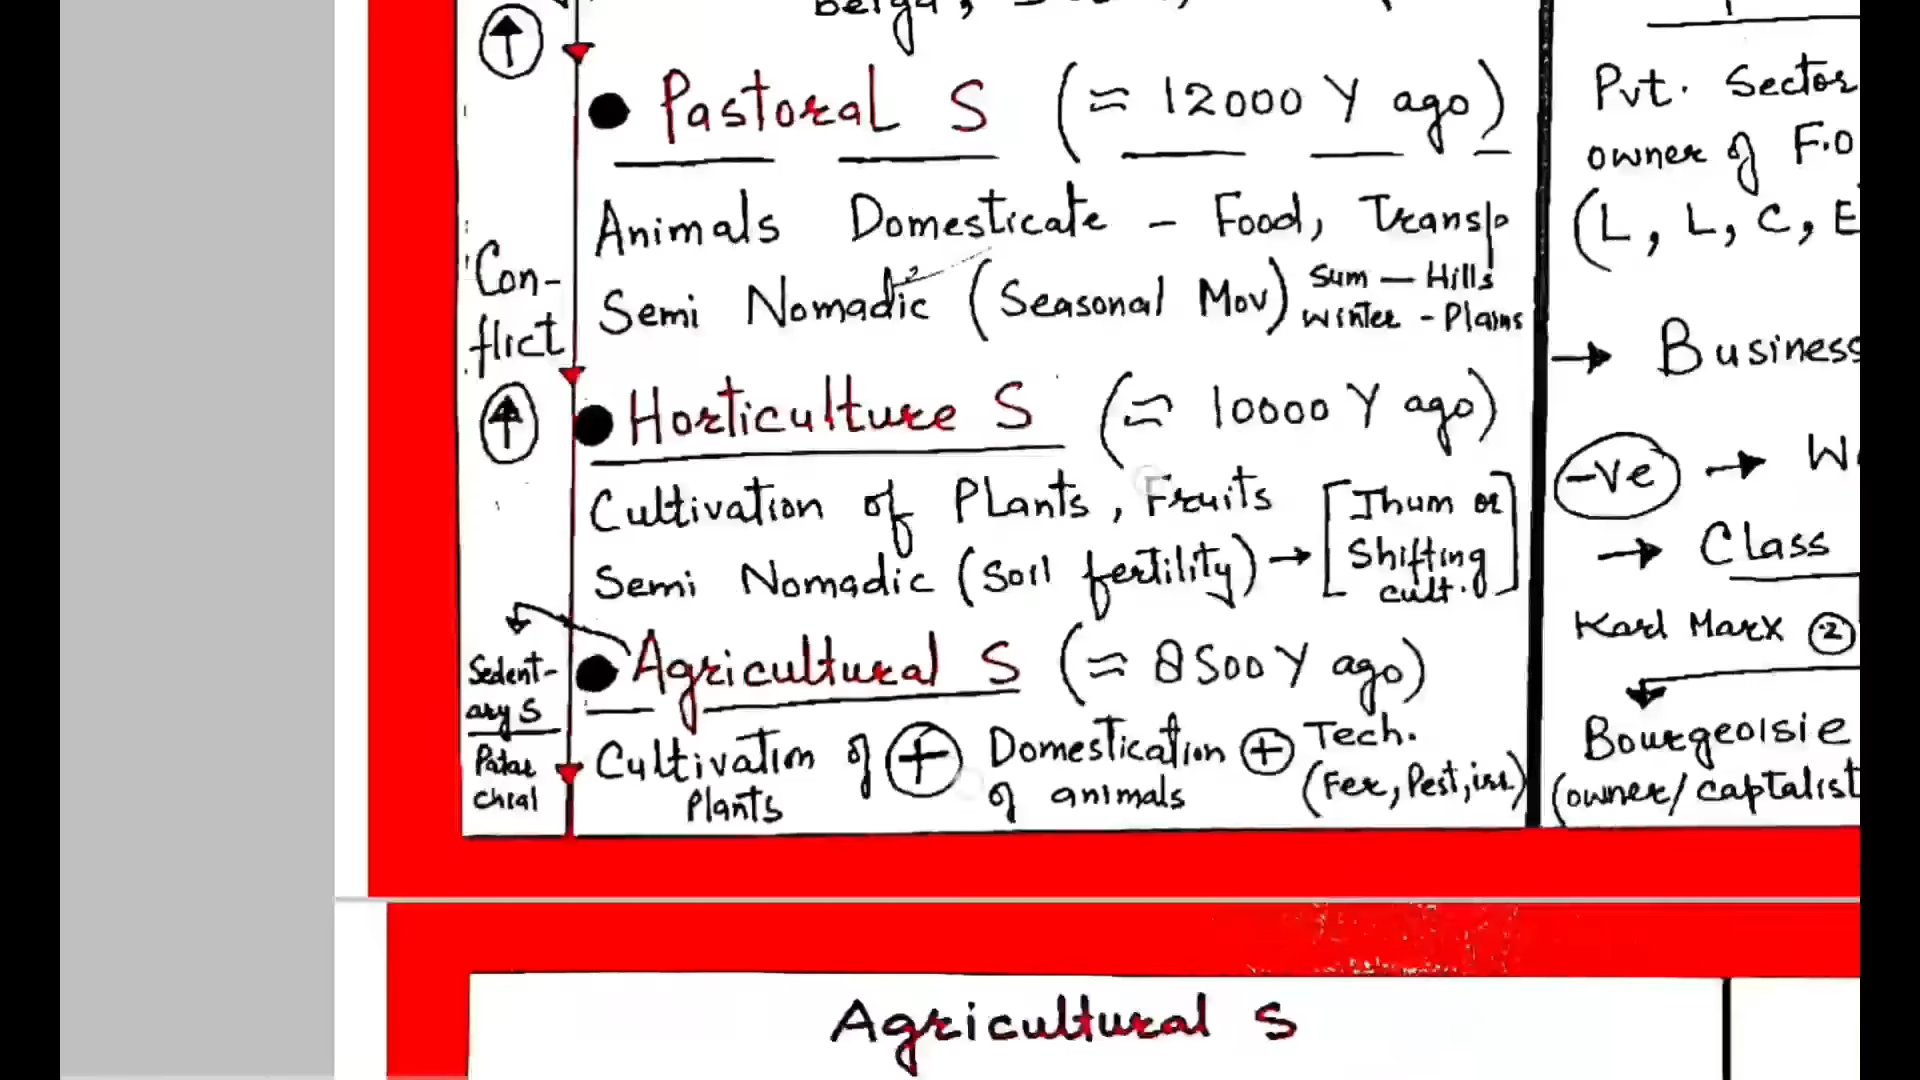 Pastoral S (≈ 12000 Y ago)
Animals Domesticate - Food, Transp
Semi Nomadic (Seasonal Mov) Sum — Hills
Winter - Plains
Con-
flict
Horticulture S (≈ 10000 Y ago)
Cultivation of Plants, Fruits [Jhum or
Semi Nomadic (Soil fertility) → Shifting
cult.]
Agricultural S (≈ 8500 Y ago)
Sedent-
ary S
Patar
chial
Cultivation of ⊕ Domestication ⊕ Tech.
Plants of animals (Fer, Pest, irr.)
Pvt. Sector
owner of F.O
(L, L, C, E
→ Business
-Ve →
→ Class
Karl Marx 2
Bourgeoisie
(owner/captalist
Agricultural S